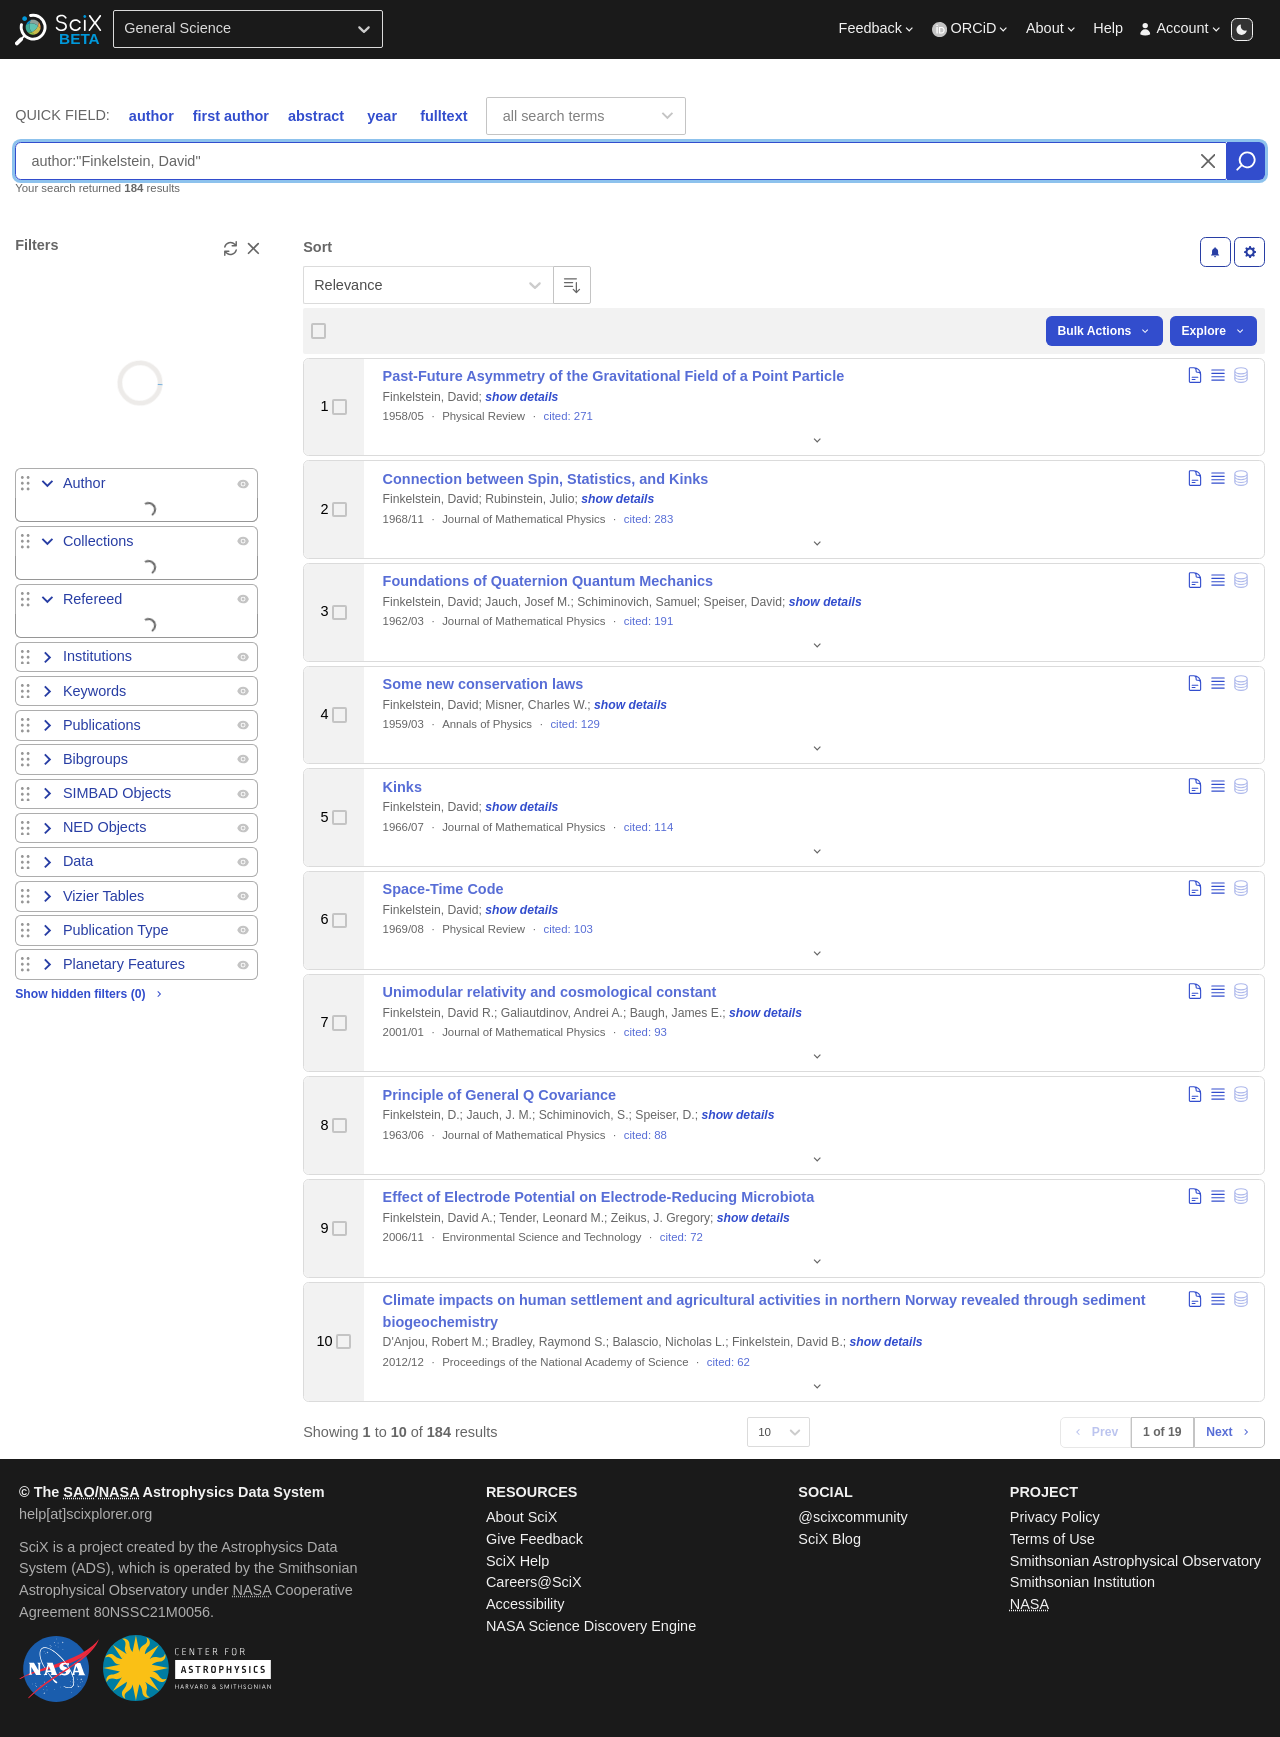 SciX
BETA
General Science
Feedback
iD ORCiD
About
Help
Account
QUICK FIELD: author first author abstract year fulltext all search terms
author:"Finkelstein, David"
Your search returned 184 results
Filters
Author
Collections
Refereed
Institutions
Keywords
Publications
Bibgroups
SIMBAD Objects
NED Objects
Data
Vizier Tables
Publication Type
Planetary Features
Show hidden filters (0)
Sort
Relevance
Bulk Actions
Explore
1
Past-Future Asymmetry of the Gravitational Field of a Point Particle
Finkelstein, David; show details
1958/05 · Physical Review · cited: 271
2
Connection between Spin, Statistics, and Kinks
Finkelstein, David; Rubinstein, Julio; show details
1968/11 · Journal of Mathematical Physics · cited: 283
3
Foundations of Quaternion Quantum Mechanics
Finkelstein, David; Jauch, Josef M.; Schiminovich, Samuel; Speiser, David; show details
1962/03 · Journal of Mathematical Physics · cited: 191
4
Some new conservation laws
Finkelstein, David; Misner, Charles W.; show details
1959/03 · Annals of Physics · cited: 129
5
Kinks
Finkelstein, David; show details
1966/07 · Journal of Mathematical Physics · cited: 114
6
Space-Time Code
Finkelstein, David; show details
1969/08 · Physical Review · cited: 103
7
Unimodular relativity and cosmological constant
Finkelstein, David R.; Galiautdinov, Andrei A.; Baugh, James E.; show details
2001/01 · Journal of Mathematical Physics · cited: 93
8
Principle of General Q Covariance
Finkelstein, D.; Jauch, J. M.; Schiminovich, S.; Speiser, D.; show details
1963/06 · Journal of Mathematical Physics · cited: 88
9
Effect of Electrode Potential on Electrode-Reducing Microbiota
Finkelstein, David A.; Tender, Leonard M.; Zeikus, J. Gregory; show details
2006/11 · Environmental Science and Technology · cited: 72
10
Climate impacts on human settlement and agricultural activities in northern Norway revealed through sediment
biogeochemistry
D'Anjou, Robert M.; Bradley, Raymond S.; Balascio, Nicholas L.; Finkelstein, David B.; show details
2012/12 · Proceedings of the National Academy of Science · cited: 62
Showing 1 to 10 of 184 results
10
Prev
1 of 19
Next
© The SAO/NASA Astrophysics Data System
help[at]scixplorer.org
SciX is a project created by the Astrophysics Data
System (ADS), which is operated by the Smithsonian
Astrophysical Observatory under NASA Cooperative
Agreement 80NSSC21M0056.
NASA
CENTER FOR
ASTROPHYSICS
HARVARD & SMITHSONIAN
RESOURCES
About SciX
Give Feedback
SciX Help
Careers@SciX
Accessibility
NASA Science Discovery Engine
SOCIAL
@scixcommunity
SciX Blog
PROJECT
Privacy Policy
Terms of Use
Smithsonian Astrophysical Observatory
Smithsonian Institution
NASA